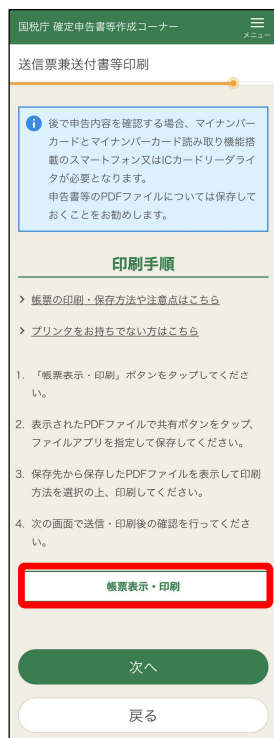 国税庁 確定申告書等作成コーナー
メニュー
送信票兼送付書等印刷
後で申告内容を確認する場合、マイナンバー
カードとマイナンバーカード読み取り機能搭
載のスマートフォン又はICカードリーダライ
タが必要となります。
申告書等のPDFファイルについては保存して
おくことをお勧めします。
印刷手順
帳票の印刷・保存方法や注意点はこちら
プリンタをお持ちでない方はこちら
1. 「帳票表示・印刷」ボタンをタップしてくださ
い。
2. 表示されたPDFファイルで共有ボタンをタップ、
ファイルアプリを指定して保存してください。
3. 保存先から保存したPDFファイルを表示して印刷
方法を選択の上、印刷してください。
4. 次の画面で送信・印刷後の確認を行ってくださ
い。
帳票表示・印刷
次へ
戻る